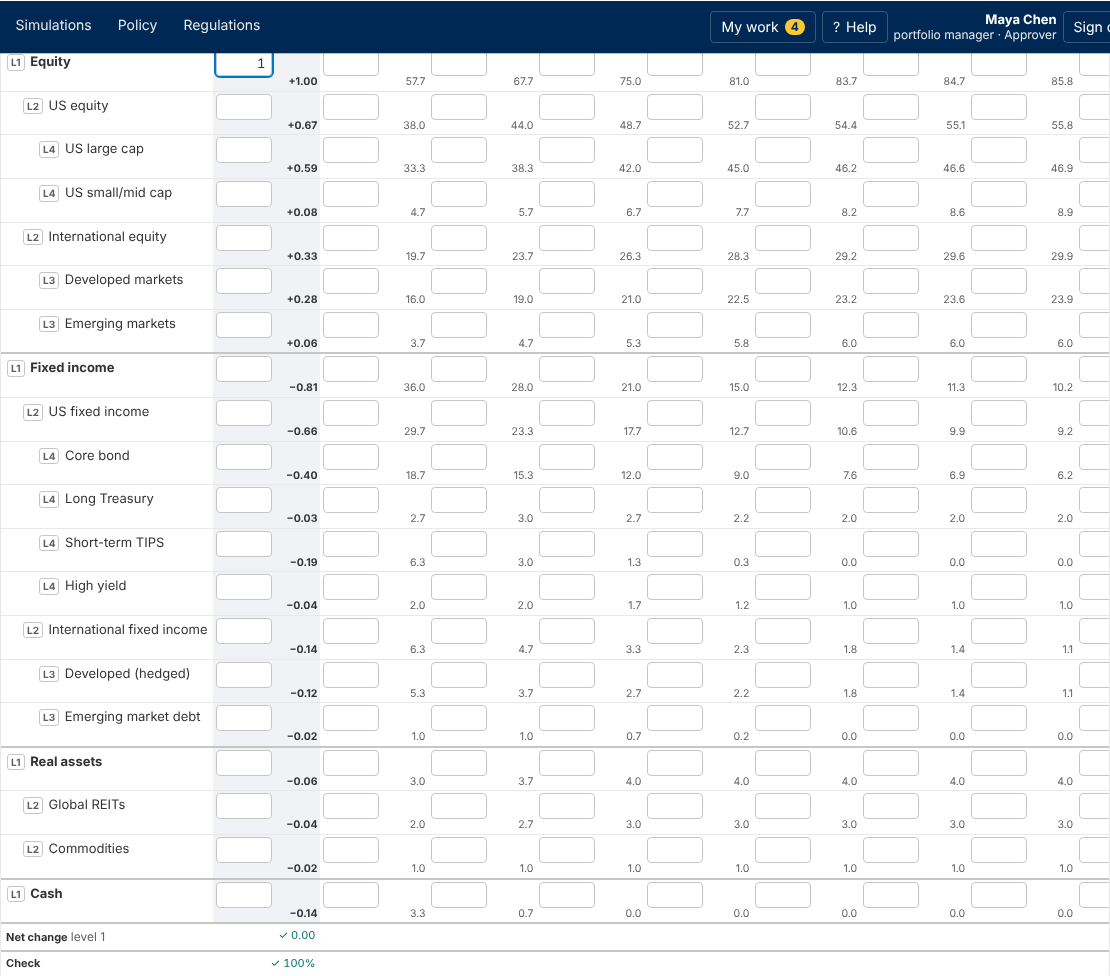 Simulations Policy Regulations My work 4 ? Help Maya Chen Sign
portfolio manager · Approver
L1 Equity 1
+1.00 57.7 67.7 75.0 81.0 83.7 84.7 85.8
L2 US equity
+0.67 38.0 44.0 48.7 52.7 54.4 55.1 55.8
L4 US large cap
+0.59 33.3 38.3 42.0 45.0 46.2 46.6 46.9
L4 US small/mid cap
+0.08 4.7 5.7 6.7 7.7 8.2 8.6 8.9
L2 International equity
+0.33 19.7 23.7 26.3 28.3 29.2 29.6 29.9
L3 Developed markets
+0.28 16.0 19.0 21.0 22.5 23.2 23.6 23.9
L3 Emerging markets
+0.06 3.7 4.7 5.3 5.8 6.0 6.0 6.0
L1 Fixed income
−0.81 36.0 28.0 21.0 15.0 12.3 11.3 10.2
L2 US fixed income
−0.66 29.7 23.3 17.7 12.7 10.6 9.9 9.2
L4 Core bond
−0.40 18.7 15.3 12.0 9.0 7.6 6.9 6.2
L4 Long Treasury
−0.03 2.7 3.0 2.7 2.2 2.0 2.0 2.0
L4 Short-term TIPS
−0.19 6.3 3.0 1.3 0.3 0.0 0.0 0.0
L4 High yield
−0.04 2.0 2.0 1.7 1.2 1.0 1.0 1.0
L2 International fixed income
−0.14 6.3 4.7 3.3 2.3 1.8 1.4 1.1
L3 Developed (hedged)
−0.12 5.3 3.7 2.7 2.2 1.8 1.4 1.1
L3 Emerging market debt
−0.02 1.0 1.0 0.7 0.2 0.0 0.0 0.0
L1 Real assets
−0.06 3.0 3.7 4.0 4.0 4.0 4.0 4.0
L2 Global REITs
−0.04 2.0 2.7 3.0 3.0 3.0 3.0 3.0
L2 Commodities
−0.02 1.0 1.0 1.0 1.0 1.0 1.0 1.0
L1 Cash
−0.14 3.3 0.7 0.0 0.0 0.0 0.0 0.0
Net change level 1 ✓ 0.00
Check ✓ 100%